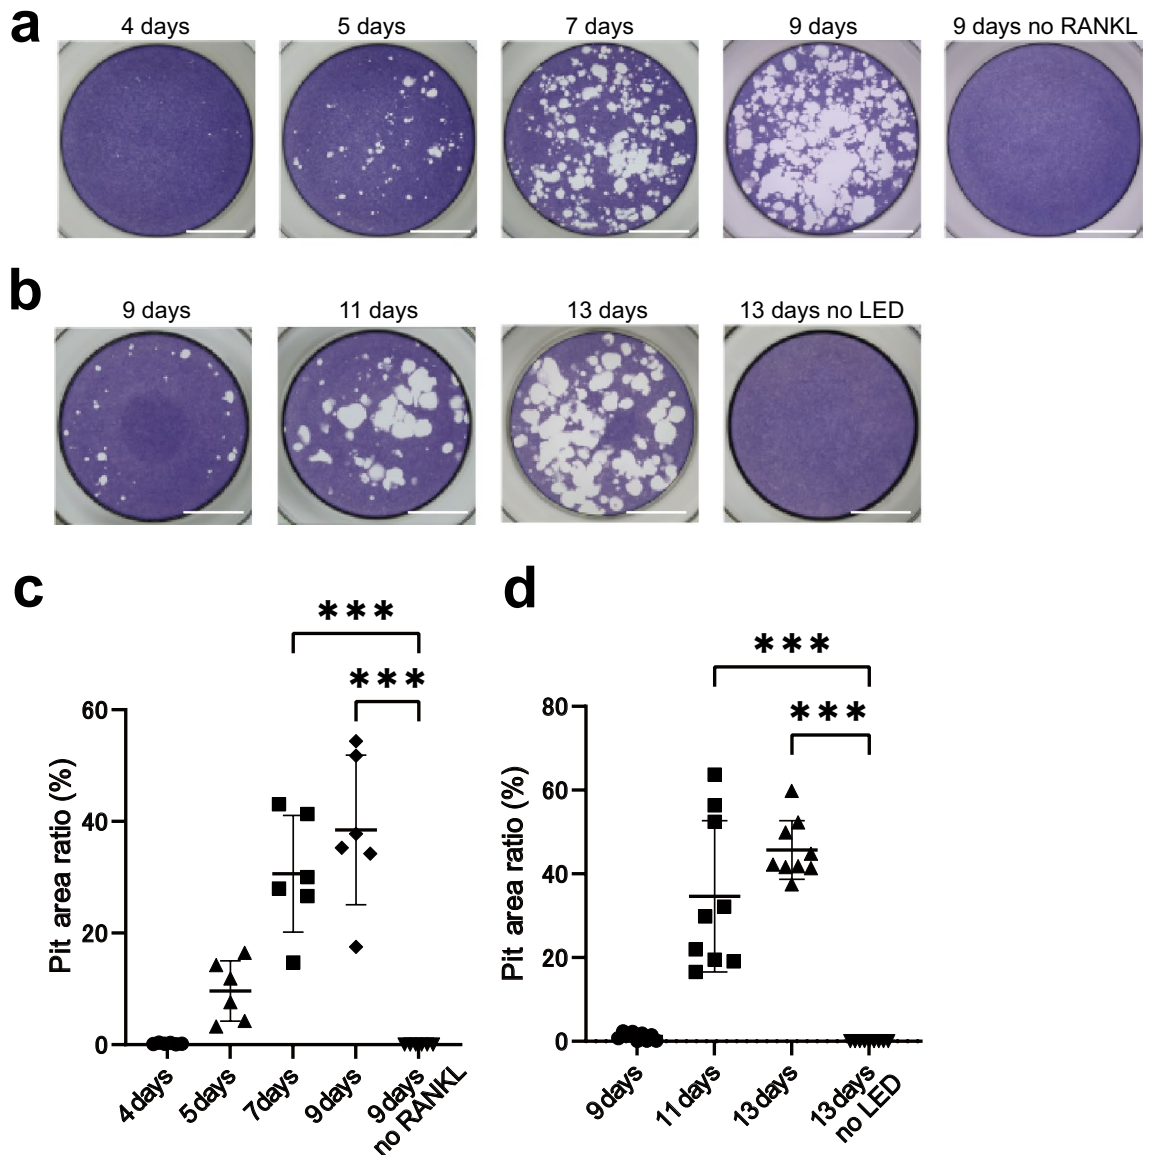 a
4 days
5 days
7 days
9 days
9 days no RANKL
b
9 days
11 days
13 days
13 days no LED
c
***
***
60
40
20
0
Pit area ratio (%)
4 days
5 days
7 days
9 days
9 days
no RANKL
d
***
***
80
60
40
20
0
Pit area ratio (%)
9 days
11 days
13 days
13 days
no LED